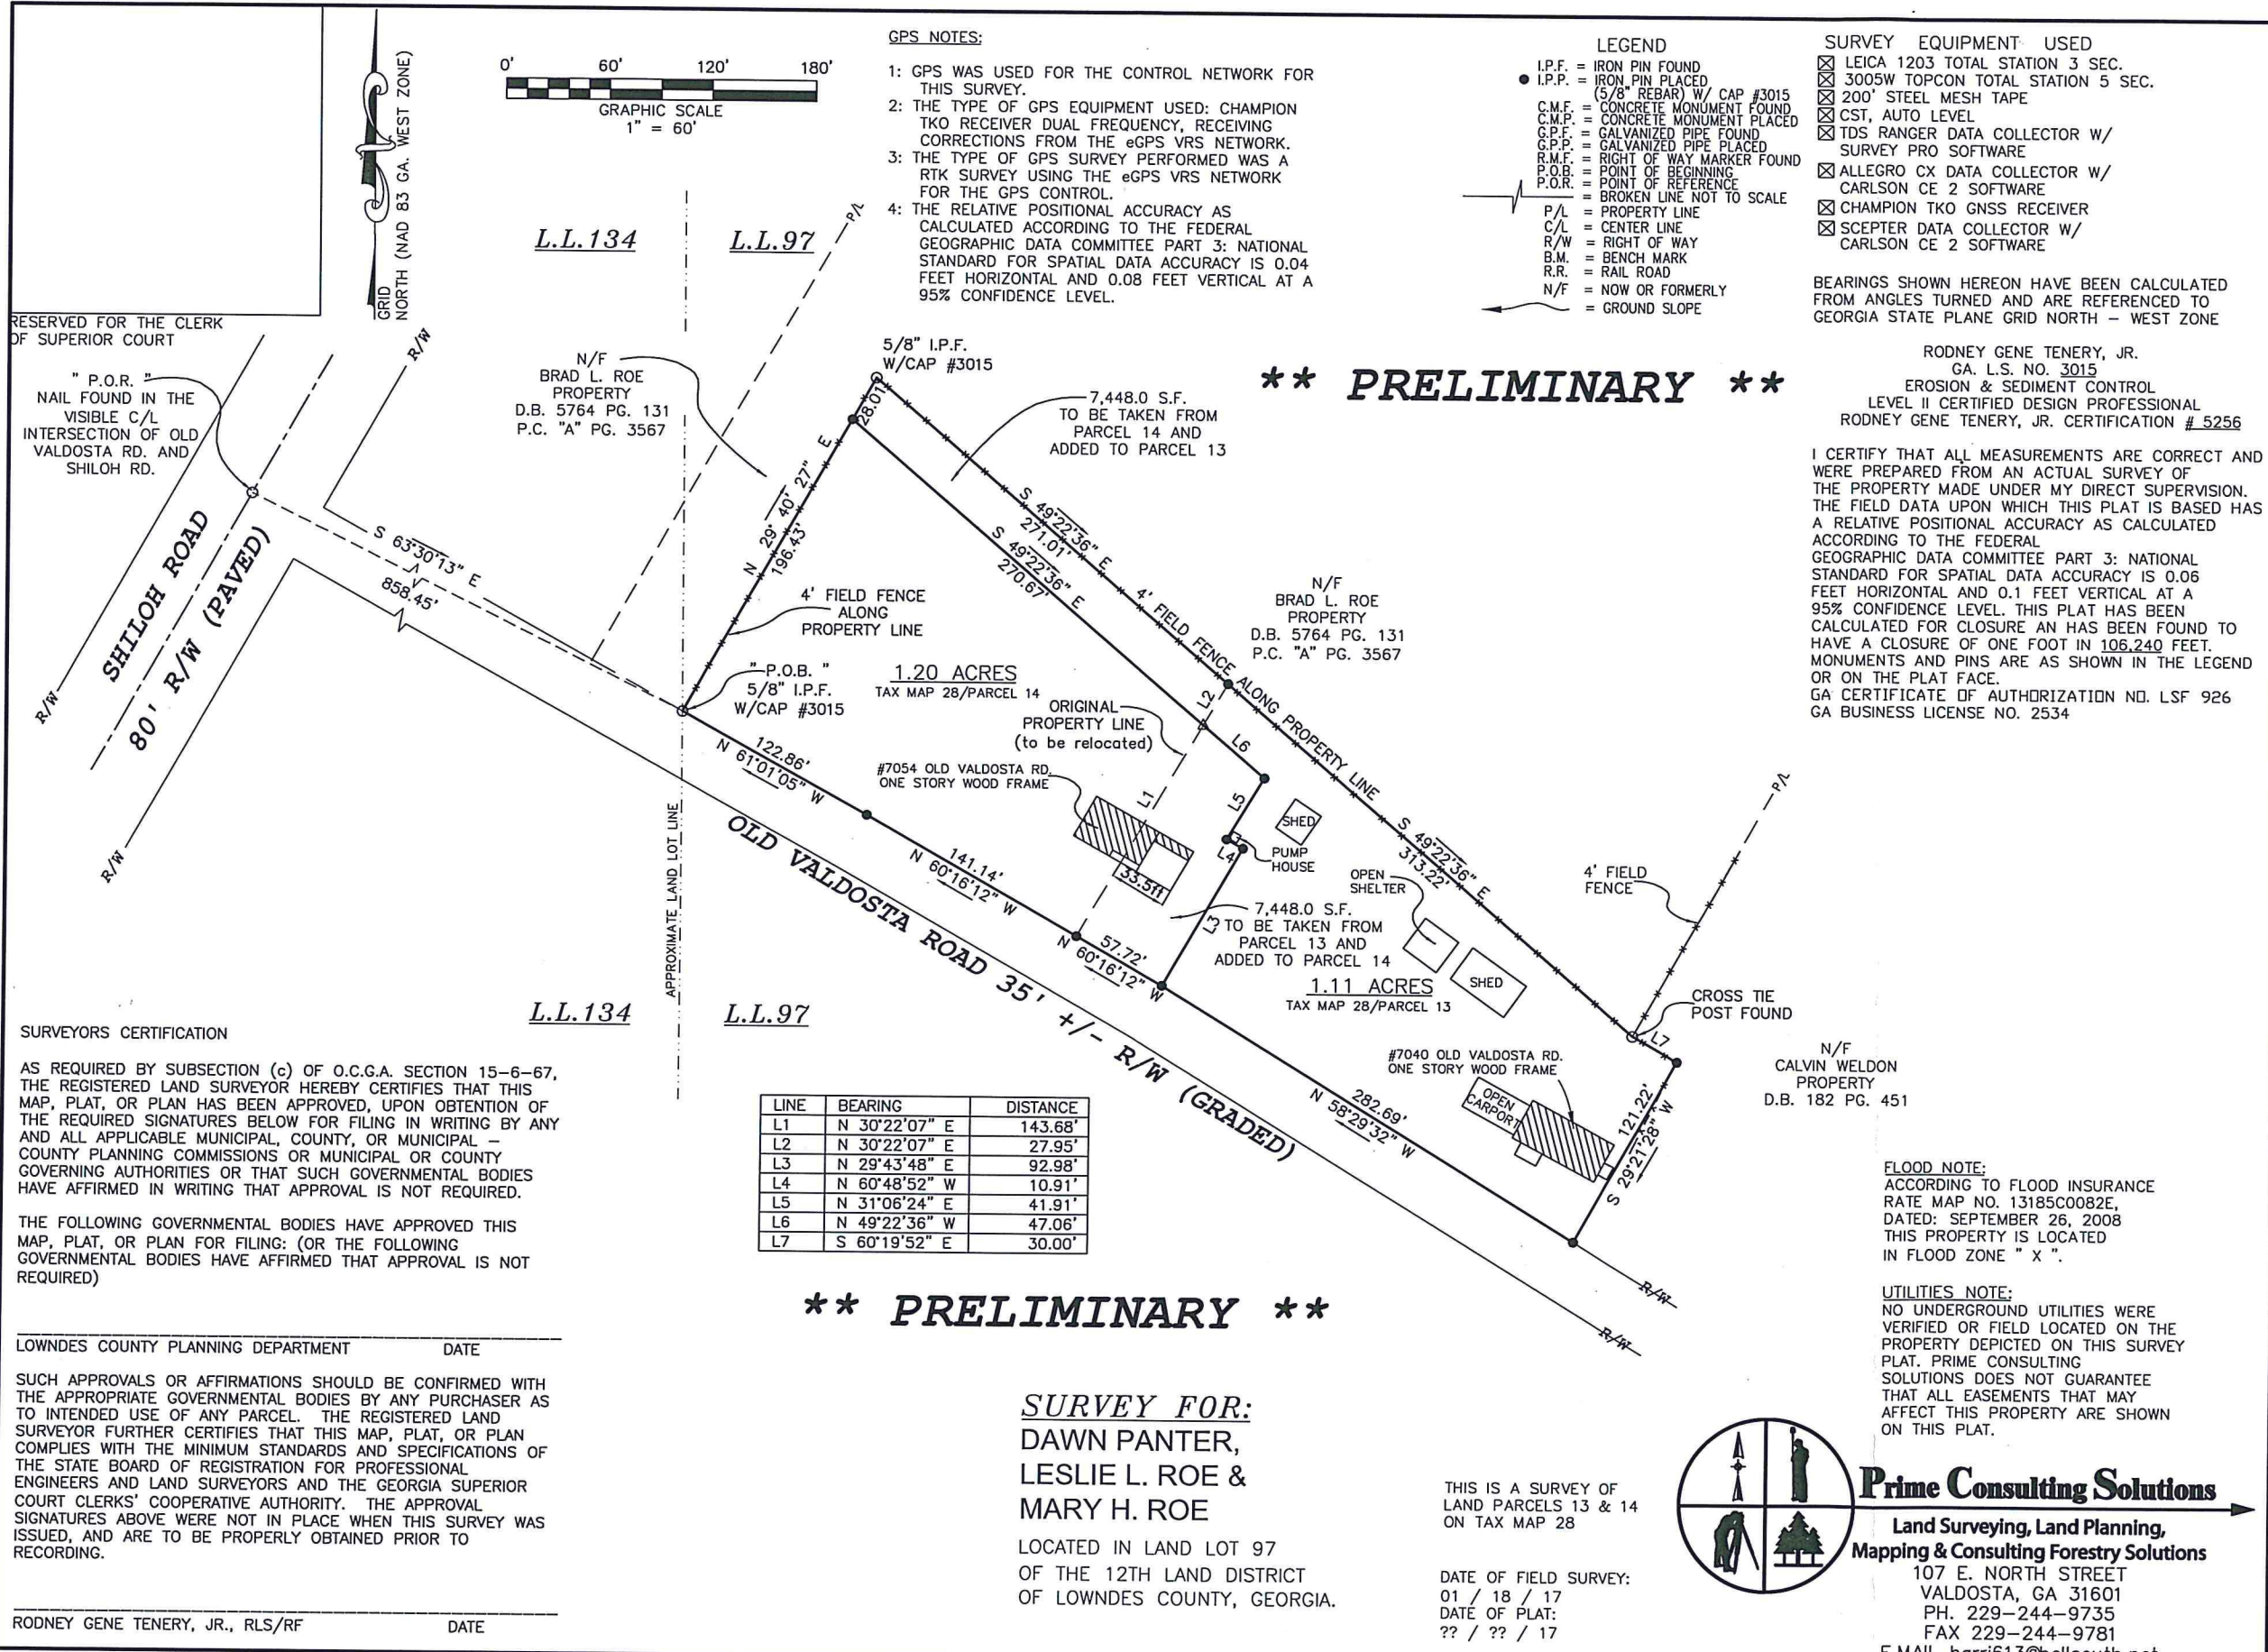 RESERVED FOR THE CLERK
OF SUPERIOR COURT
GRID
NORTH (NAD 83 GA. WEST ZONE)
0' 60' 120' 180'
GRAPHIC SCALE
1" = 60'
GPS NOTES:
1: GPS WAS USED FOR THE CONTROL NETWORK FOR
THIS SURVEY.
2: THE TYPE OF GPS EQUIPMENT USED: CHAMPION
TKO RECEIVER DUAL FREQUENCY, RECEIVING
CORRECTIONS FROM THE eGPS VRS NETWORK.
3: THE TYPE OF GPS SURVEY PERFORMED WAS A
RTK SURVEY USING THE eGPS VRS NETWORK
FOR THE GPS CONTROL.
4: THE RELATIVE POSITIONAL ACCURACY AS
CALCULATED ACCORDING TO THE FEDERAL
GEOGRAPHIC DATA COMMITTEE PART 3: NATIONAL
STANDARD FOR SPATIAL DATA ACCURACY IS 0.04
FEET HORIZONTAL AND 0.08 FEET VERTICAL AT A
95% CONFIDENCE LEVEL.
LEGEND
I.P.F. = IRON PIN FOUND
I.P.P. = IRON PIN PLACED
(5/8" REBAR) W/ CAP #3015
C.M.F. = CONCRETE MONUMENT FOUND
C.M.P. = CONCRETE MONUMENT PLACED
G.P.F. = GALVANIZED PIPE FOUND
G.P.P. = GALVANIZED PIPE PLACED
R.M.F. = RIGHT OF WAY MARKER FOUND
P.O.B. = POINT OF BEGINNING
P.O.R. = POINT OF REFERENCE
= BROKEN LINE NOT TO SCALE
P/L = PROPERTY LINE
C/L = CENTER LINE
R/W = RIGHT OF WAY
B.M. = BENCH MARK
R.R. = RAIL ROAD
N/F = NOW OR FORMERLY
= GROUND SLOPE
SURVEY EQUIPMENT USED
LEICA 1203 TOTAL STATION 3 SEC.
3005W TOPCON TOTAL STATION 5 SEC.
200' STEEL MESH TAPE
CST, AUTO LEVEL
TDS RANGER DATA COLLECTOR W/
SURVEY PRO SOFTWARE
ALLEGRO CX DATA COLLECTOR W/
CARLSON CE 2 SOFTWARE
CHAMPION TKO GNSS RECEIVER
SCEPTER DATA COLLECTOR W/
CARLSON CE 2 SOFTWARE
BEARINGS SHOWN HEREON HAVE BEEN CALCULATED
FROM ANGLES TURNED AND ARE REFERENCED TO
GEORGIA STATE PLANE GRID NORTH – WEST ZONE
RODNEY GENE TENERY, JR.
GA. L.S. NO. 3015
EROSION & SEDIMENT CONTROL
LEVEL II CERTIFIED DESIGN PROFESSIONAL
RODNEY GENE TENERY, JR. CERTIFICATION # 5256
I CERTIFY THAT ALL MEASUREMENTS ARE CORRECT AND
WERE PREPARED FROM AN ACTUAL SURVEY OF
THE PROPERTY MADE UNDER MY DIRECT SUPERVISION.
THE FIELD DATA UPON WHICH THIS PLAT IS BASED HAS
A RELATIVE POSITIONAL ACCURACY AS CALCULATED
ACCORDING TO THE FEDERAL
GEOGRAPHIC DATA COMMITTEE PART 3: NATIONAL
STANDARD FOR SPATIAL DATA ACCURACY IS 0.06
FEET HORIZONTAL AND 0.1 FEET VERTICAL AT A
95% CONFIDENCE LEVEL. THIS PLAT HAS BEEN
CALCULATED FOR CLOSURE AN HAS BEEN FOUND TO
HAVE A CLOSURE OF ONE FOOT IN 106,240 FEET.
MONUMENTS AND PINS ARE AS SHOWN IN THE LEGEND
OR ON THE PLAT FACE.
GA CERTIFICATE OF AUTHORIZATION NO. LSF 926
GA BUSINESS LICENSE NO. 2534
** PRELIMINARY **
L.L.134
L.L.97
P/L
R/W
" P.O.R. "
NAIL FOUND IN THE
VISIBLE C/L
INTERSECTION OF OLD
VALDOSTA RD. AND
SHILOH RD.
N/F
BRAD L. ROE
PROPERTY
D.B. 5764 PG. 131
P.C. "A" PG. 3567
5/8" I.P.F.
W/CAP #3015
28.01'
7,448.0 S.F.
TO BE TAKEN FROM
PARCEL 14 AND
ADDED TO PARCEL 13
SHILOH ROAD
80' R/W (PAVED)
R/W
R/W
S 63°30'13" E
858.45'
N 29° 40' 27" E
196.43'
S 49°22'36" E
271.01'
S 49°22'36" E
270.67'
4' FIELD FENCE ALONG PROPERTY LINE
4' FIELD FENCE
ALONG
PROPERTY LINE
N/F
BRAD L. ROE
PROPERTY
D.B. 5764 PG. 131
P.C. "A" PG. 3567
" P.O.B. "
5/8" I.P.F.
W/CAP #3015
1.20 ACRES
TAX MAP 28/PARCEL 14
ORIGINAL
PROPERTY LINE
(to be relocated)
L2
L6
L1
L5
L4
L3
#7054 OLD VALDOSTA RD.
ONE STORY WOOD FRAME
33.5ft
SHED
PUMP
HOUSE
122.86'
N 61°01'05" W
141.14'
N 60°16'12" W
57.72'
N 60°16'12" W
7,448.0 S.F.
TO BE TAKEN FROM
PARCEL 13 AND
ADDED TO PARCEL 14
OPEN
SHELTER
S 49°22'36" E
313.22'
4' FIELD
FENCE
P/L
SHED
1.11 ACRES
TAX MAP 28/PARCEL 13
CROSS TIE
POST FOUND
L7
N/F
CALVIN WELDON
PROPERTY
D.B. 182 PG. 451
APPROXIMATE LAND LOT LINE
OLD VALDOSTA ROAD 35' +/- R/W (GRADED)
#7040 OLD VALDOSTA RD.
ONE STORY WOOD FRAME
OPEN
CARPORT
282.69'
N 58°29'32" W
121.22'
S 29°21'28" W
R/W
R/W
L.L.134
L.L.97
SURVEYORS CERTIFICATION
AS REQUIRED BY SUBSECTION (c) OF O.C.G.A. SECTION 15–6–67,
THE REGISTERED LAND SURVEYOR HEREBY CERTIFIES THAT THIS
MAP, PLAT, OR PLAN HAS BEEN APPROVED, UPON OBTENTION OF
THE REQUIRED SIGNATURES BELOW FOR FILING IN WRITING BY ANY
AND ALL APPLICABLE MUNICIPAL, COUNTY, OR MUNICIPAL –
COUNTY PLANNING COMMISSIONS OR MUNICIPAL OR COUNTY
GOVERNING AUTHORITIES OR THAT SUCH GOVERNMENTAL BODIES
HAVE AFFIRMED IN WRITING THAT APPROVAL IS NOT REQUIRED.
THE FOLLOWING GOVERNMENTAL BODIES HAVE APPROVED THIS
MAP, PLAT, OR PLAN FOR FILING: (OR THE FOLLOWING
GOVERNMENTAL BODIES HAVE AFFIRMED THAT APPROVAL IS NOT
REQUIRED)
LOWNDES COUNTY PLANNING DEPARTMENT DATE
SUCH APPROVALS OR AFFIRMATIONS SHOULD BE CONFIRMED WITH
THE APPROPRIATE GOVERNMENTAL BODIES BY ANY PURCHASER AS
TO INTENDED USE OF ANY PARCEL. THE REGISTERED LAND
SURVEYOR FURTHER CERTIFIES THAT THIS MAP, PLAT, OR PLAN
COMPLIES WITH THE MINIMUM STANDARDS AND SPECIFICATIONS OF
THE STATE BOARD OF REGISTRATION FOR PROFESSIONAL
ENGINEERS AND LAND SURVEYORS AND THE GEORGIA SUPERIOR
COURT CLERKS' COOPERATIVE AUTHORITY. THE APPROVAL
SIGNATURES ABOVE WERE NOT IN PLACE WHEN THIS SURVEY WAS
ISSUED, AND ARE TO BE PROPERLY OBTAINED PRIOR TO
RECORDING.
RODNEY GENE TENERY, JR., RLS/RF DATE
LINE BEARING DISTANCE
L1 N 30°22'07" E 143.68'
L2 N 30°22'07" E 27.95'
L3 N 29°43'48" E 92.98'
L4 N 60°48'52" W 10.91'
L5 N 31°06'24" E 41.91'
L6 N 49°22'36" W 47.06'
L7 S 60°19'52" E 30.00'
** PRELIMINARY **
SURVEY FOR:
DAWN PANTER,
LESLIE L. ROE &
MARY H. ROE
LOCATED IN LAND LOT 97
OF THE 12TH LAND DISTRICT
OF LOWNDES COUNTY, GEORGIA.
THIS IS A SURVEY OF
LAND PARCELS 13 & 14
ON TAX MAP 28
DATE OF FIELD SURVEY:
01 / 18 / 17
DATE OF PLAT:
?? / ?? / 17
FLOOD NOTE:
ACCORDING TO FLOOD INSURANCE
RATE MAP NO. 13185C0082E,
DATED: SEPTEMBER 26, 2008
THIS PROPERTY IS LOCATED
IN FLOOD ZONE " X ".
UTILITIES NOTE:
NO UNDERGROUND UTILITIES WERE
VERIFIED OR FIELD LOCATED ON THE
PROPERTY DEPICTED ON THIS SURVEY
PLAT. PRIME CONSULTING
SOLUTIONS DOES NOT GUARANTEE
THAT ALL EASEMENTS THAT MAY
AFFECT THIS PROPERTY ARE SHOWN
ON THIS PLAT.
Prime Consulting Solutions
Land Surveying, Land Planning,
Mapping & Consulting Forestry Solutions
107 E. NORTH STREET
VALDOSTA, GA 31601
PH. 229–244–9735
FAX 229–244–9781